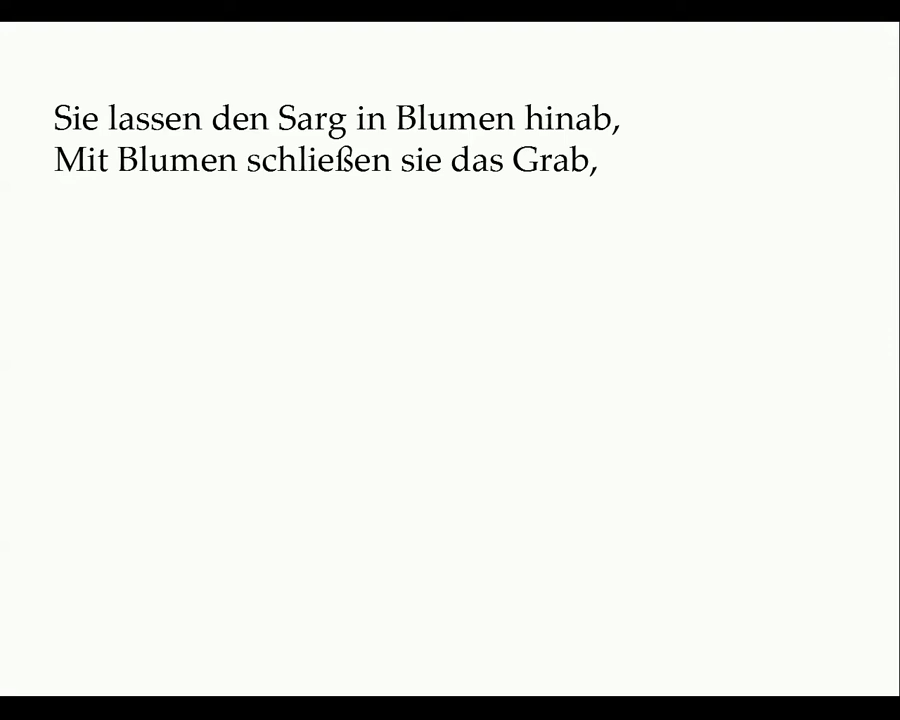 Sie lassen den Sarg in Blumen hinab,
Mit Blumen schließen sie das Grab,